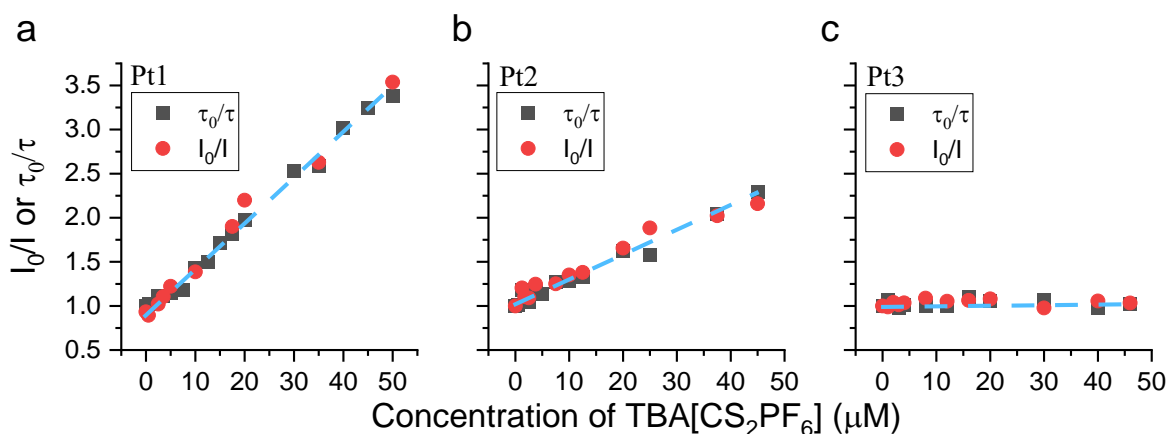 a
b
c
Pt1
τ₀/τ
I₀/I
Pt2
τ₀/τ
I₀/I
Pt3
τ₀/τ
I₀/I
I₀/I or τ₀/τ
3.5
3.0
2.5
2.0
1.5
1.0
0.5
0 10 20 30 40 50
0 10 20 30 40 50
0 10 20 30 40 50
Concentration of TBA[CS₂PF₆] (μM)